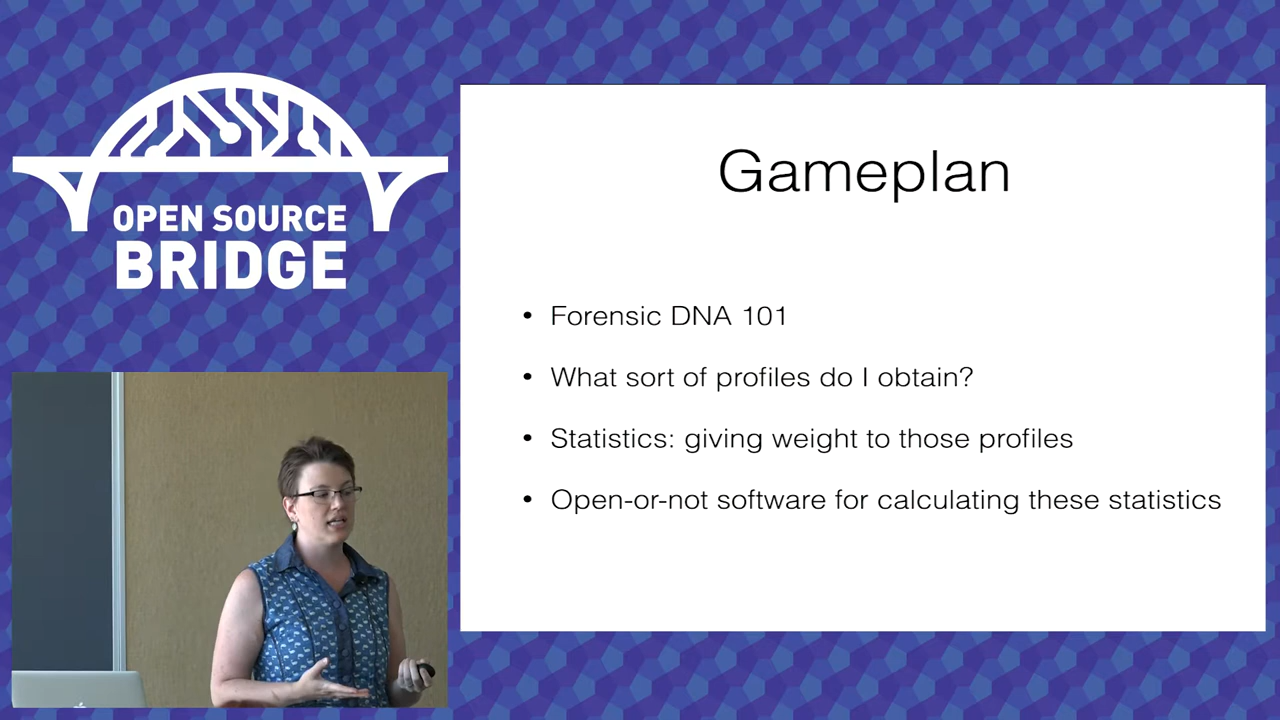 OPEN SOURCE
BRIDGE
Gameplan
• Forensic DNA 101
• What sort of profiles do I obtain?
• Statistics: giving weight to those profiles
• Open-or-not software for calculating these statistics